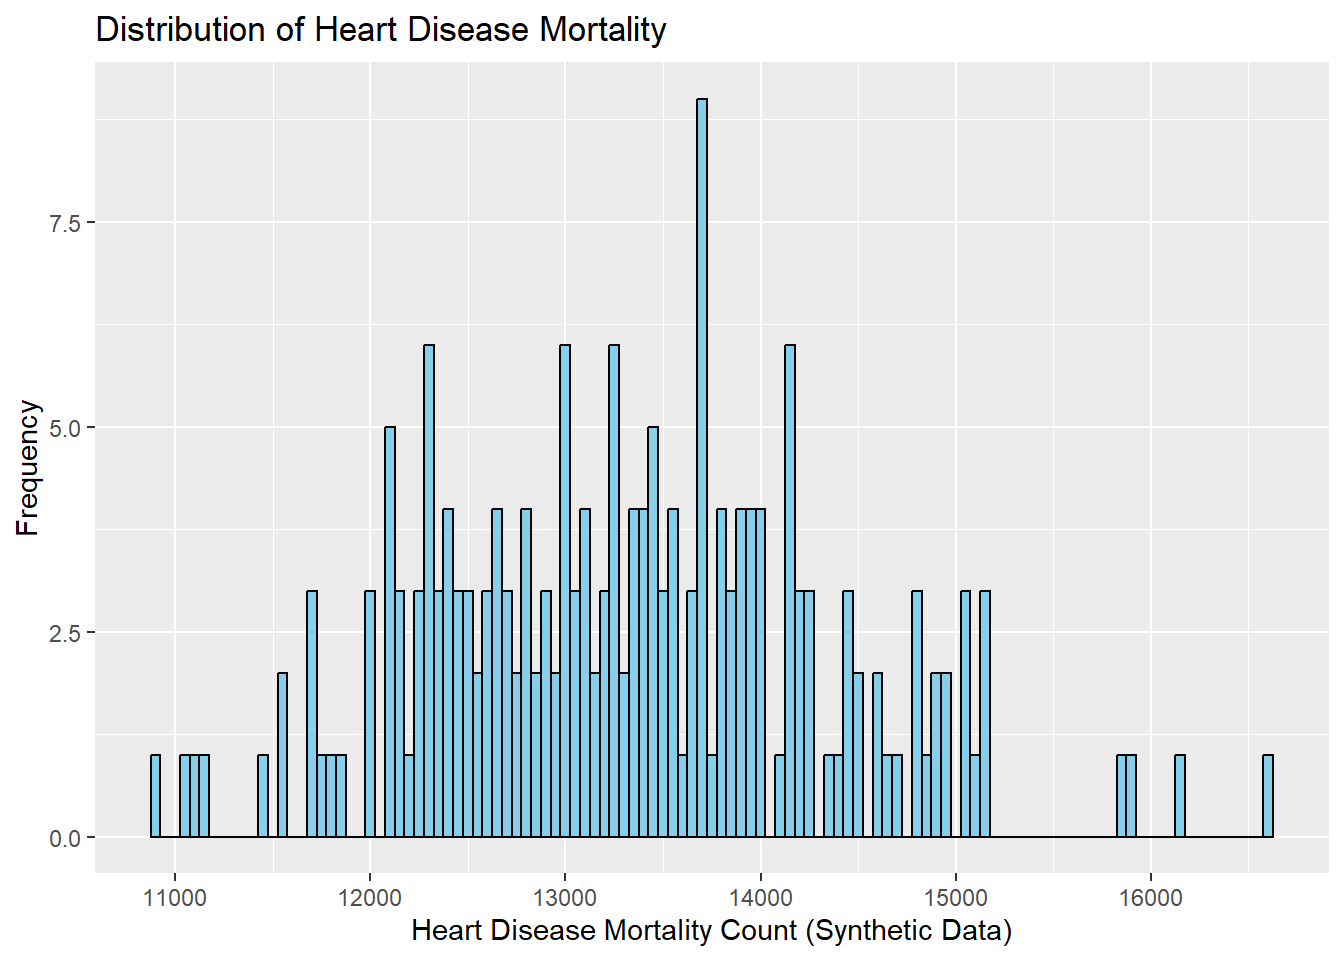 Distribution of Heart Disease Mortality
7.5
5.0
2.5
0.0
Frequency
11000 12000 13000 14000 15000 16000
Heart Disease Mortality Count (Synthetic Data)